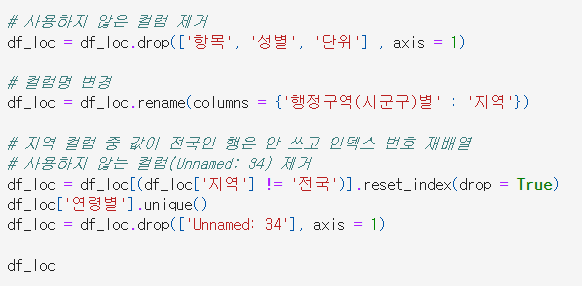 # 사용하지 않은 컬럼 제거
df_loc = df_loc.drop(['항목', '성별', '단위'] , axis = 1)
# 컬럼명 변경
df_loc = df_loc.rename(columns = {'행정구역(시군구)별' : '지역'})
# 지역 컬럼 중 값이 전국인 행은 안 쓰고 인덱스 번호 재배열
# 사용하지 않는 컬럼(Unnamed: 34) 제거
df_loc = df_loc[(df_loc['지역'] != '전국')].reset_index(drop = True)
df_loc['연령별'].unique()
df_loc = df_loc.drop(['Unnamed: 34'], axis = 1)
df_loc